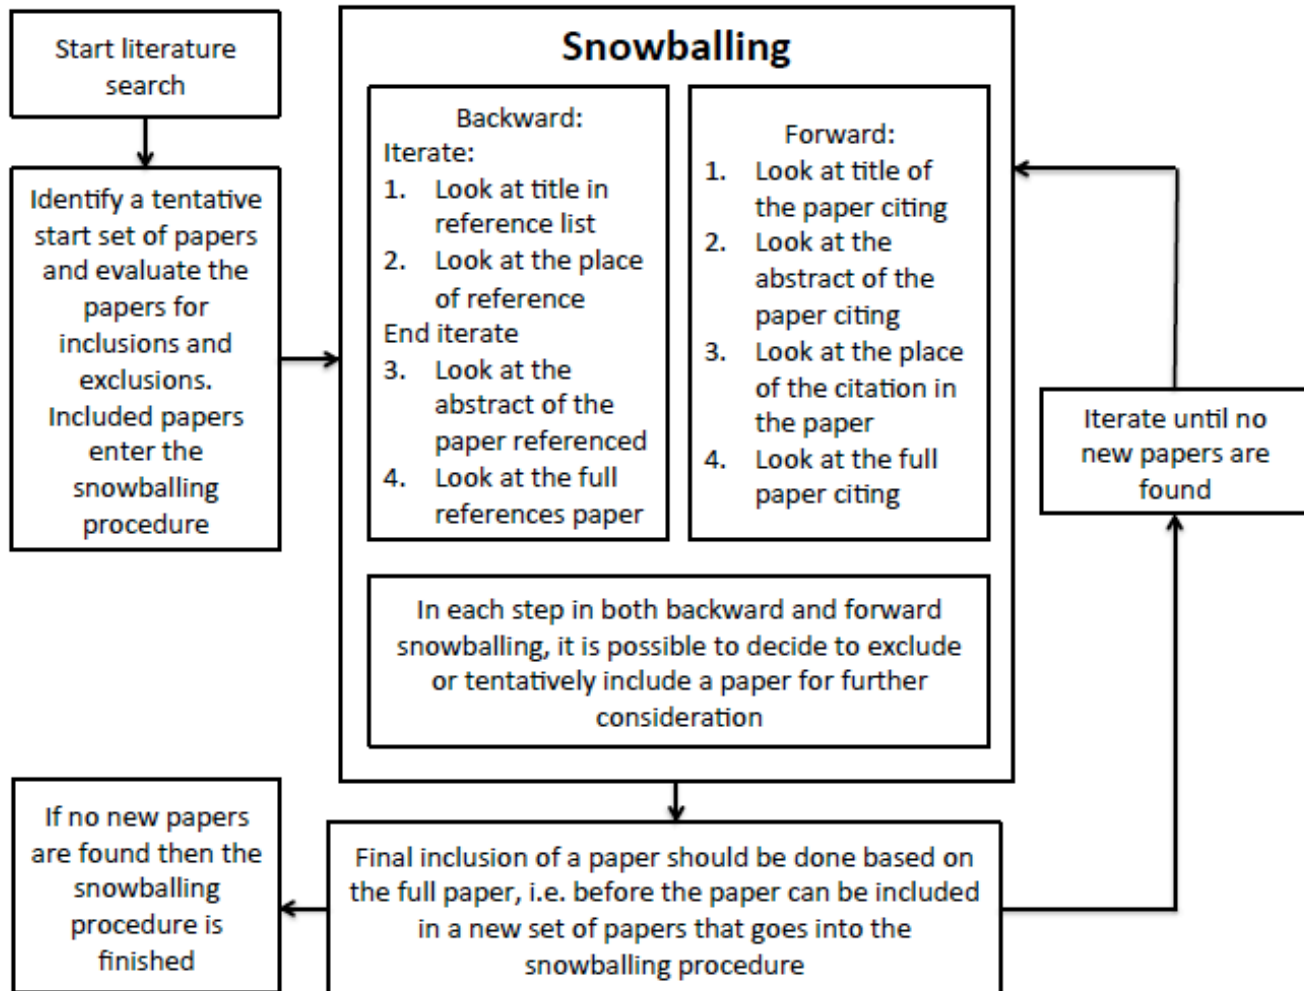 Start literature
search
Identify a tentative
start set of papers
and evaluate the
papers for
inclusions and
exclusions.
Included papers
enter the
snowballing
procedure
Snowballing
Backward:
Iterate:
1. Look at title in
reference list
2. Look at the place
of reference
End iterate
3. Look at the
abstract of the
paper referenced
4. Look at the full
references paper
Forward:
1. Look at title of
the paper citing
2. Look at the
abstract of the
paper citing
3. Look at the place
of the citation in
the paper
4. Look at the full
paper citing
In each step in both backward and forward
snowballing, it is possible to decide to exclude
or tentatively include a paper for further
consideration
Iterate until no
new papers are
found
Final inclusion of a paper should be done based on
the full paper, i.e. before the paper can be included
in a new set of papers that goes into the
snowballing procedure
If no new papers
are found then the
snowballing
procedure is
finished